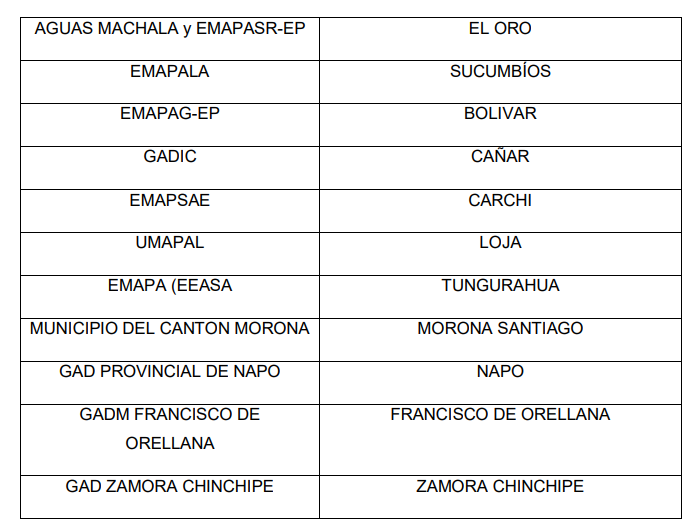 AGUAS MACHALA y EMAPASR-EP EL ORO
EMAPALA SUCUMBÍOS
EMAPAG-EP BOLIVAR
GADIC CAÑAR
EMAPSAE CARCHI
UMAPAL LOJA
EMAPA (EEASA TUNGURAHUA
MUNICIPIO DEL CANTON MORONA MORONA SANTIAGO
GAD PROVINCIAL DE NAPO NAPO
GADM FRANCISCO DE FRANCISCO DE ORELLANA
ORELLANA
GAD ZAMORA CHINCHIPE ZAMORA CHINCHIPE